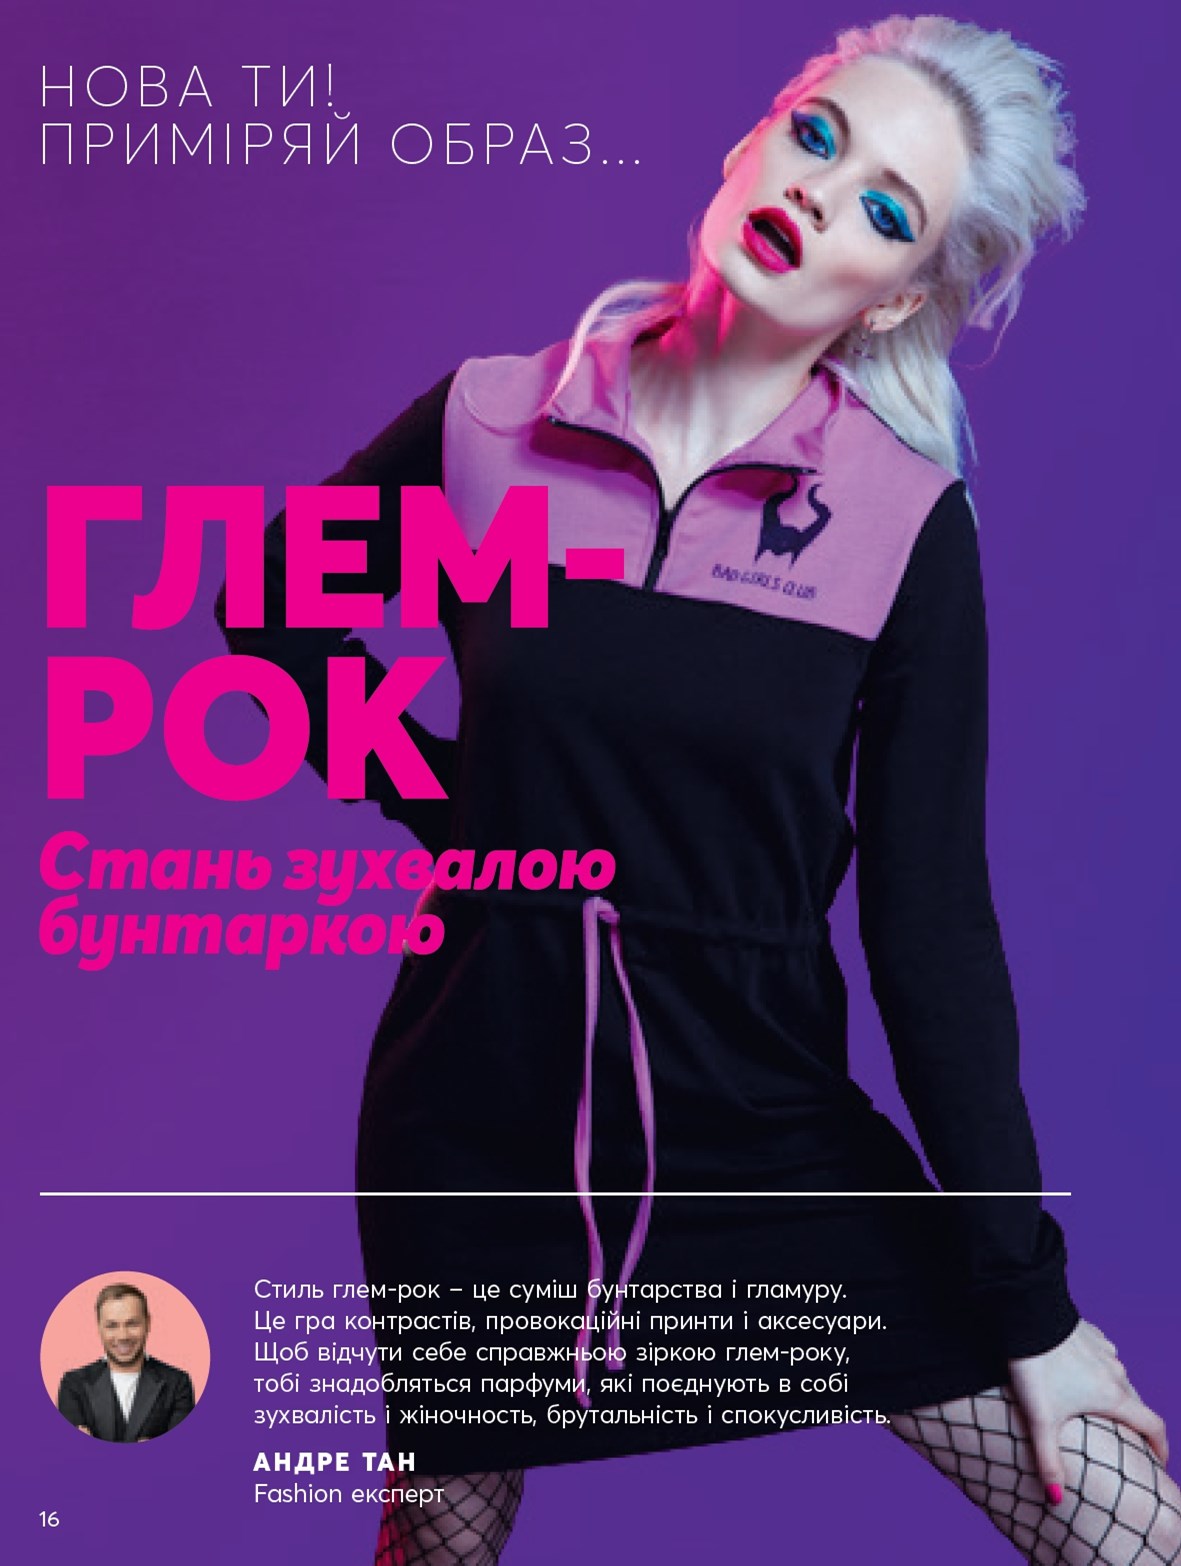 НОВА ТИ!
ПРИМІРЯЙ ОБРАЗ...
BAD GIRLS CLUB
ГЛЕМ-
РОК
Стань зухвалою
бунтаркою
Стиль глем-рок – це суміш бунтарства і гламуру.
Це гра контрастів, провокаційні принти і аксесуари.
Щоб відчути себе справжньою зіркою глем-року,
тобі знадобляться парфуми, які поєднують в собі
зухвалість і жіночность, брутальність і спокусливість.
АНДРЕ ТАН
Fashion експерт
16